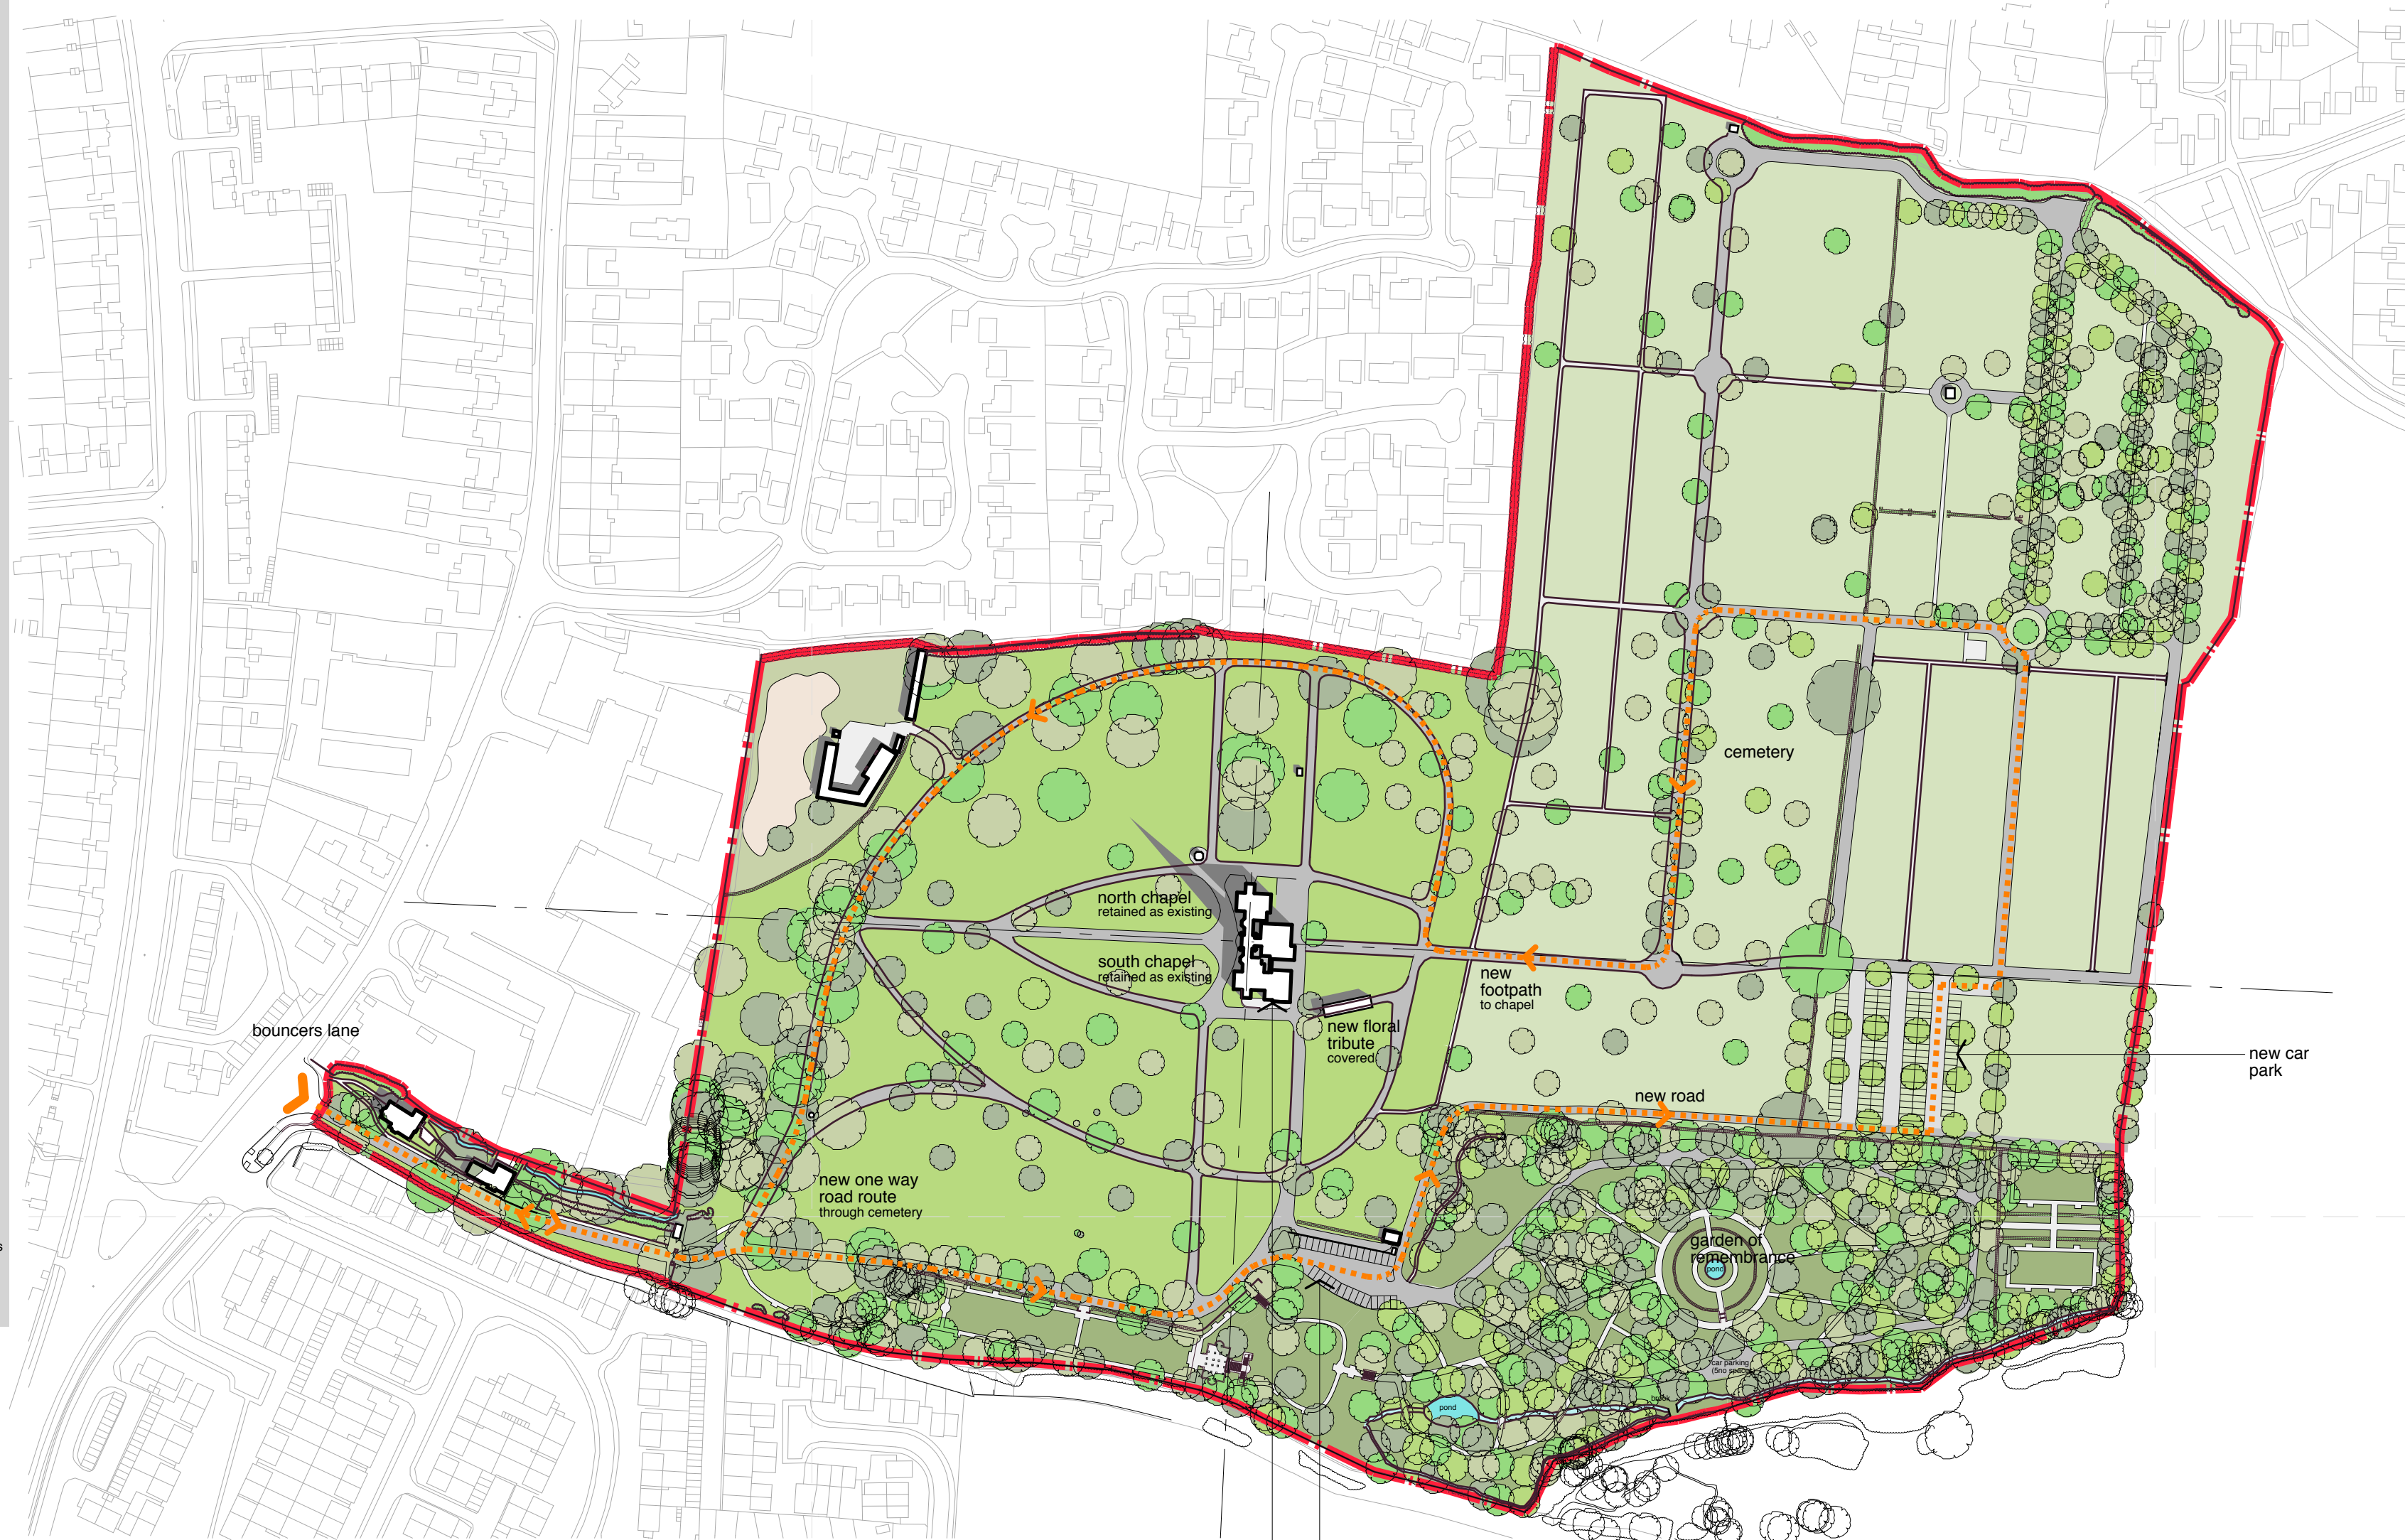 cemetery
north chapel
retained as existing
south chapel
retained as existing
new
footpath
to chapel
new floral
tribute
covered
bouncers lane
new car
park
new road
new one way
road route
through cemetery
garden of
remembrance
pond
car parking
pond
s